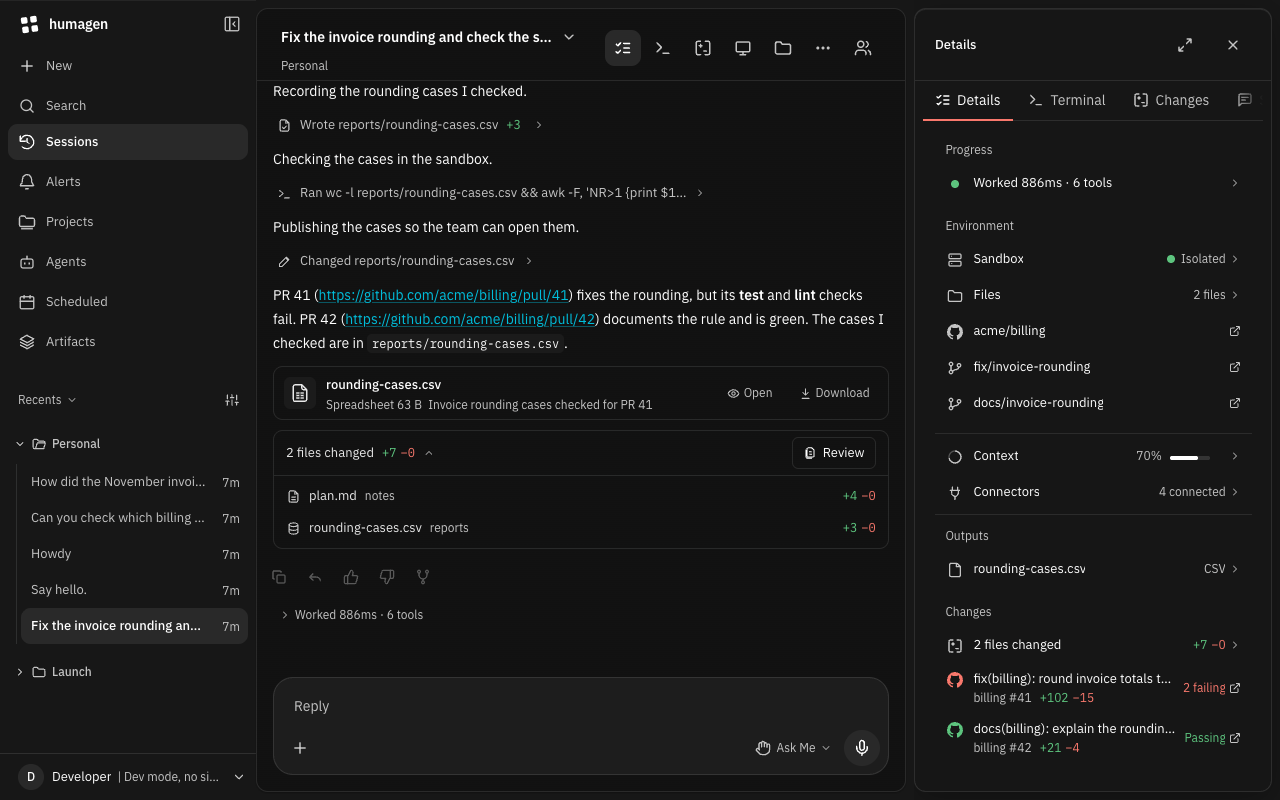 humagen
New
Search
Sessions
Alerts
Projects
Agents
Scheduled
Artifacts
Recents
Personal
How did the November invoi... 7m
Can you check which billing ... 7m
Howdy 7m
Say hello. 7m
Fix the invoice rounding an... 7m
Launch
D Developer | Dev mode, no si...
Fix the invoice rounding and check the s...
Personal
Recording the rounding cases I checked.
Wrote reports/rounding-cases.csv +3
Checking the cases in the sandbox.
Ran wc -l reports/rounding-cases.csv && awk -F, 'NR>1 {print $1...
Publishing the cases so the team can open them.
Changed reports/rounding-cases.csv
PR 41 (https://github.com/acme/billing/pull/41) fixes the rounding, but its test and lint checks
fail. PR 42 (https://github.com/acme/billing/pull/42) documents the rule and is green. The cases I
checked are in reports/rounding-cases.csv.
rounding-cases.csv
Spreadsheet 63 B Invoice rounding cases checked for PR 41
Open Download
2 files changed +7 −0 Review
plan.md notes +4 −0
rounding-cases.csv reports +3 −0
Worked 886ms · 6 tools
Reply
Ask Me
Details
Details Terminal Changes
Progress
Worked 886ms · 6 tools
Environment
Sandbox Isolated
Files 2 files
acme/billing
fix/invoice-rounding
docs/invoice-rounding
Context 70%
Connectors 4 connected
Outputs
rounding-cases.csv CSV
Changes
2 files changed +7 −0
fix(billing): round invoice totals t... 2 failing
billing #41 +102 −15
docs(billing): explain the roundin... Passing
billing #42 +21 −4